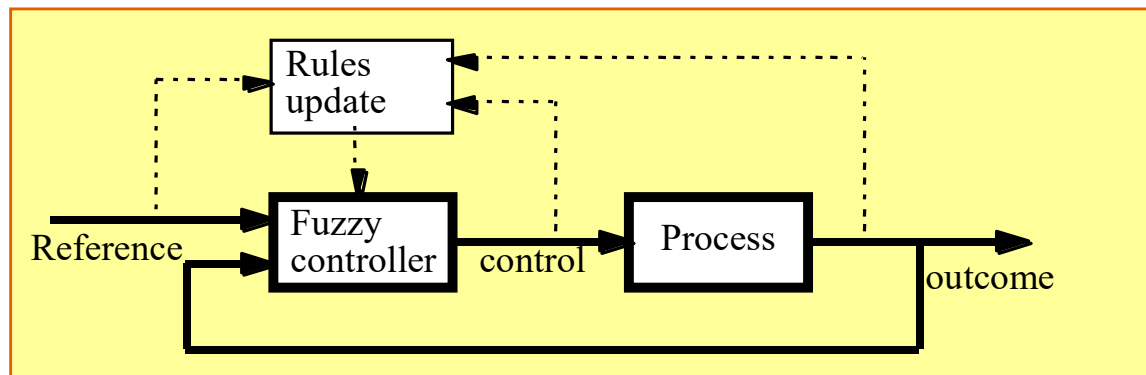 Rules
update
Fuzzy
controller
Process
Reference
control
outcome